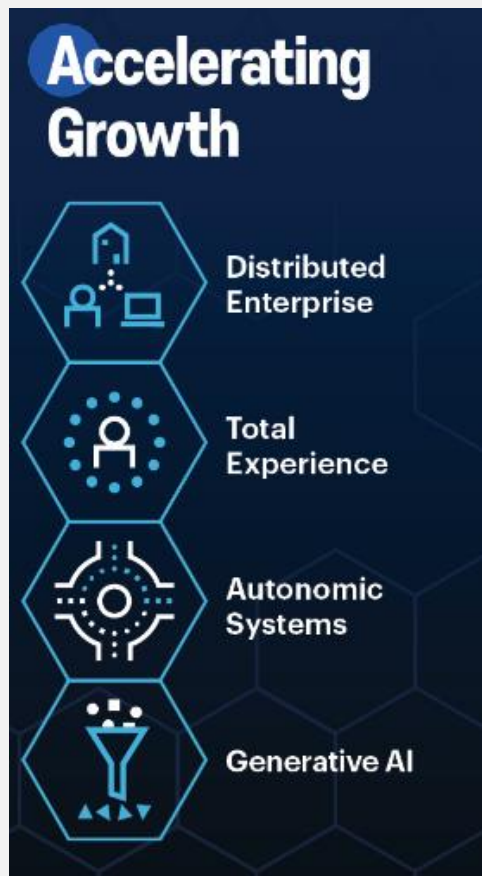 Accelerating
Growth
Distributed
Enterprise
Total
Experience
Autonomic
Systems
Generative AI